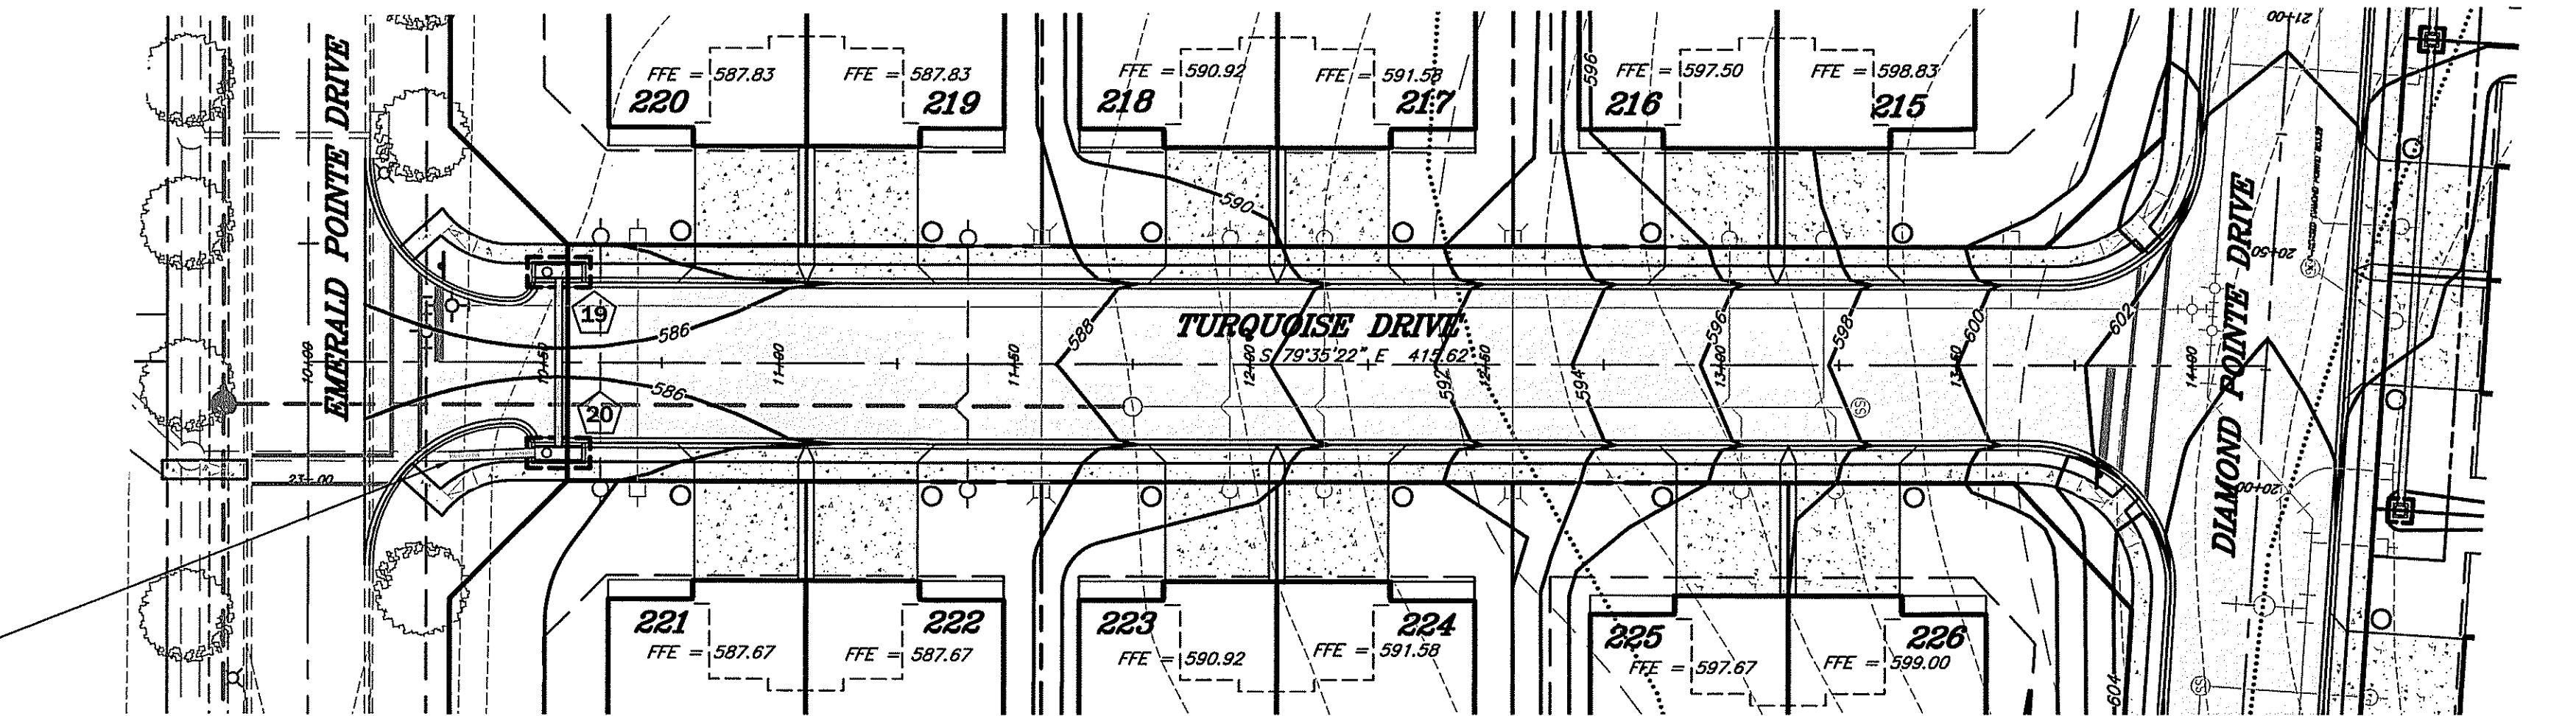 EMERALD POINTE DRIVE
FFE = 587.83
220
FFE = 587.83
219
FFE = 590.92
218
FFE = 591.58
217
596
FFE = 597.50
216
FFE = 598.83
215
21+00
590
20+50
DIAMOND POINTE DRIVE
19
586
588
TURQUOISE DRIVE
S 79°35'22" E 415.62'
596
598
600
602
10+00
10+50
11+00
11+50
12+00
592
12+50
594
13+00
13+50
14+00
586
20
SS
23+00
20+00
221
FFE = 587.67
222
FFE = 587.67
223
FFE = 590.92
224
FFE = 591.58
225
FFE = 597.67
226
FFE = 599.00
604
SS